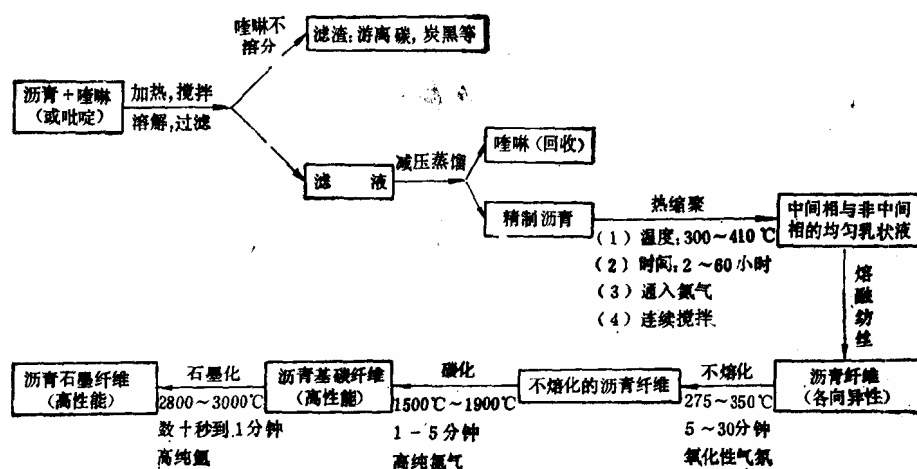 喹啉不
溶分
滤渣：游离碳，炭黑等
沥青＋喹啉
（或吡啶）
加热，搅拌
溶解，过滤
滤 液
减压蒸馏
喹啉（回收）
精制沥青
热缩聚
（1）温度：300～410℃
（2）时间：2～60小时
（3）通入氮气
（4）连续搅拌
中间相与非中间
相的均匀乳状液
熔融纺丝
沥青纤维
（各向异性）
不熔化
275～350℃
5～30分钟
氧化性气氛
不熔化的沥青纤维
碳化
1500℃～1900℃
1－5分钟
高纯氮气
沥青基碳纤维
（高性能）
石墨化
2800～3000℃
数十秒到1分钟
高纯氩
沥青石墨纤维
（高性能）